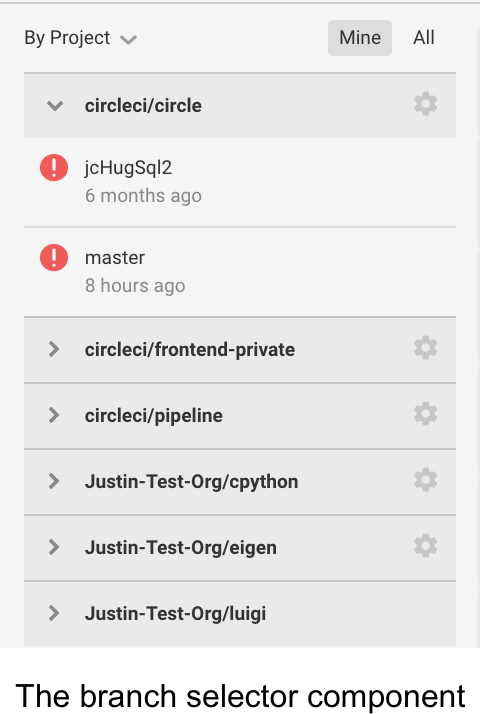 By Project Mine All
circleci/circle
jcHugSql2
6 months ago
master
8 hours ago
circleci/frontend-private
circleci/pipeline
Justin-Test-Org/cpython
Justin-Test-Org/eigen
Justin-Test-Org/luigi
The branch selector component